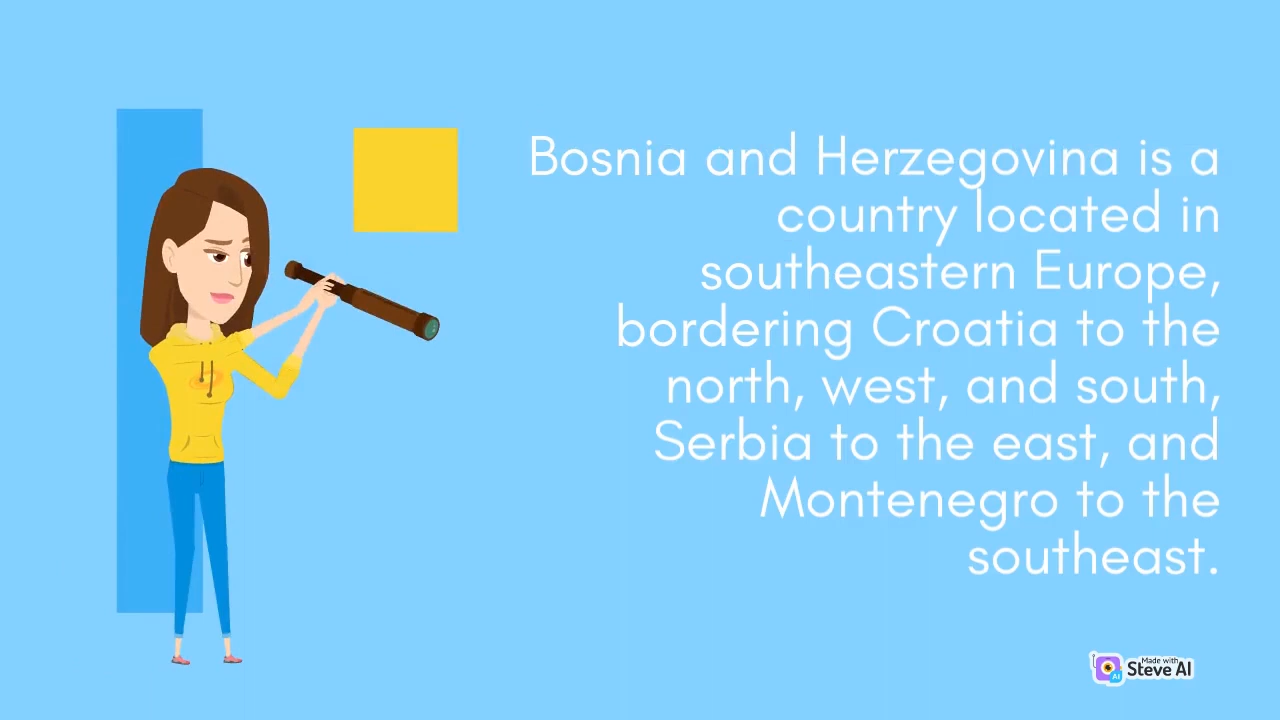 Bosnia and Herzegovina is a
country located in
southeastern Europe,
bordering Croatia to the
north, west, and south,
Serbia to the east, and
Montenegro to the
southeast.
Made with
Steve AI
AI